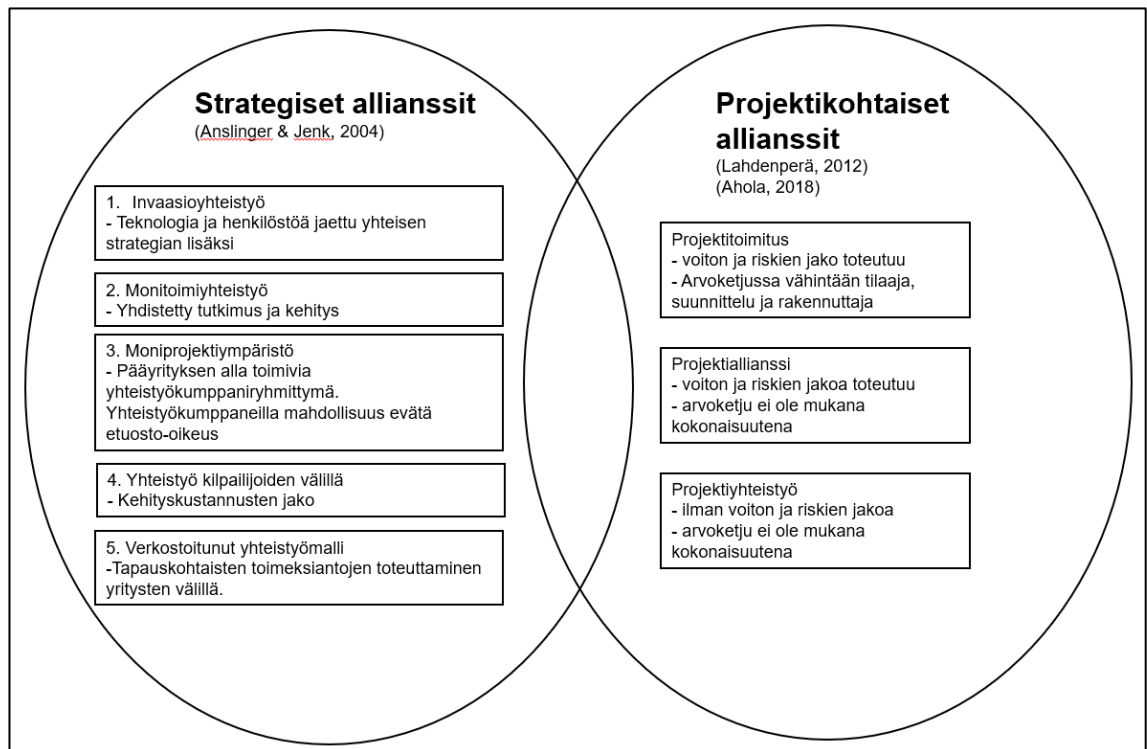 Strategiset allianssit
(Anslinger & Jenk, 2004)
1. Invaasioyhteistyö
- Teknologia ja henkilöstöä jaettu yhteisen
strategian lisäksi
2. Monitoimiyhteistyö
- Yhdistetty tutkimus ja kehitys
3. Moniprojektiympäristö
- Pääyrityksen alla toimivia
yhteistyökumppaniryhmittymä.
Yhteistyökumppaneilla mahdollisuus evätä
etuosto-oikeus
4. Yhteistyö kilpailijoiden välillä
- Kehityskustannusten jako
5. Verkostoitunut yhteistyömalli
-Tapauskohtaisten toimeksiantojen toteuttaminen
yritysten välillä.
Projektikohtaiset
allianssit
(Lahdenperä, 2012)
(Ahola, 2018)
Projektitoimitus
- voiton ja riskien jako toteutuu
- Arvoketjussa vähintään tilaaja,
suunnittelu ja rakennuttaja
Projektiallianssi
- voiton ja riskien jakoa toteutuu
- arvoketju ei ole mukana
kokonaisuutena
Projektiyhteistyö
- ilman voiton ja riskien jakoa
- arvoketju ei ole mukana
kokonaisuutena